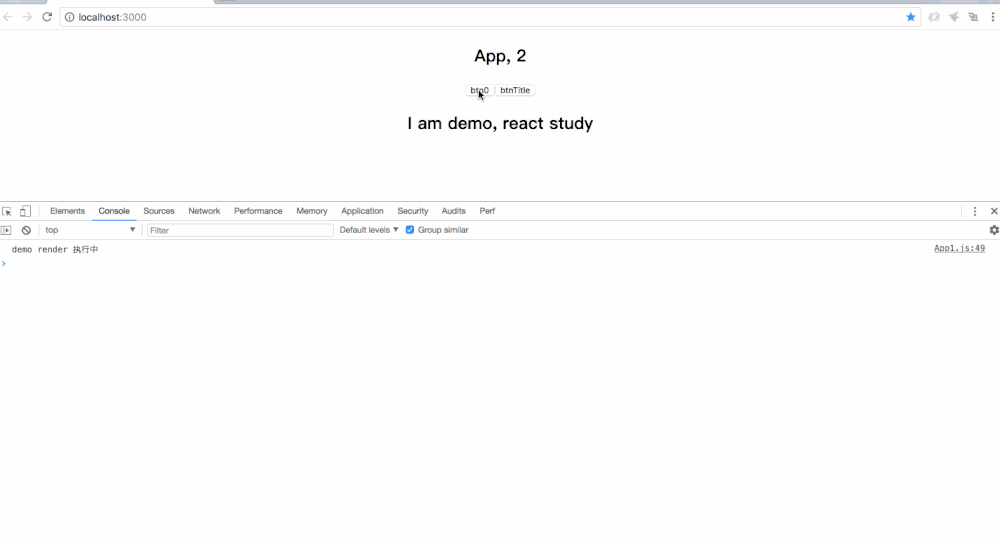 localhost:3000
App, 2
btn0 btnTitle
I am demo, react study
Elements Console Sources Network Performance Memory Application Security Audits Perf
top Filter Default levels Group similar
demo render 执行中 App1.js:49